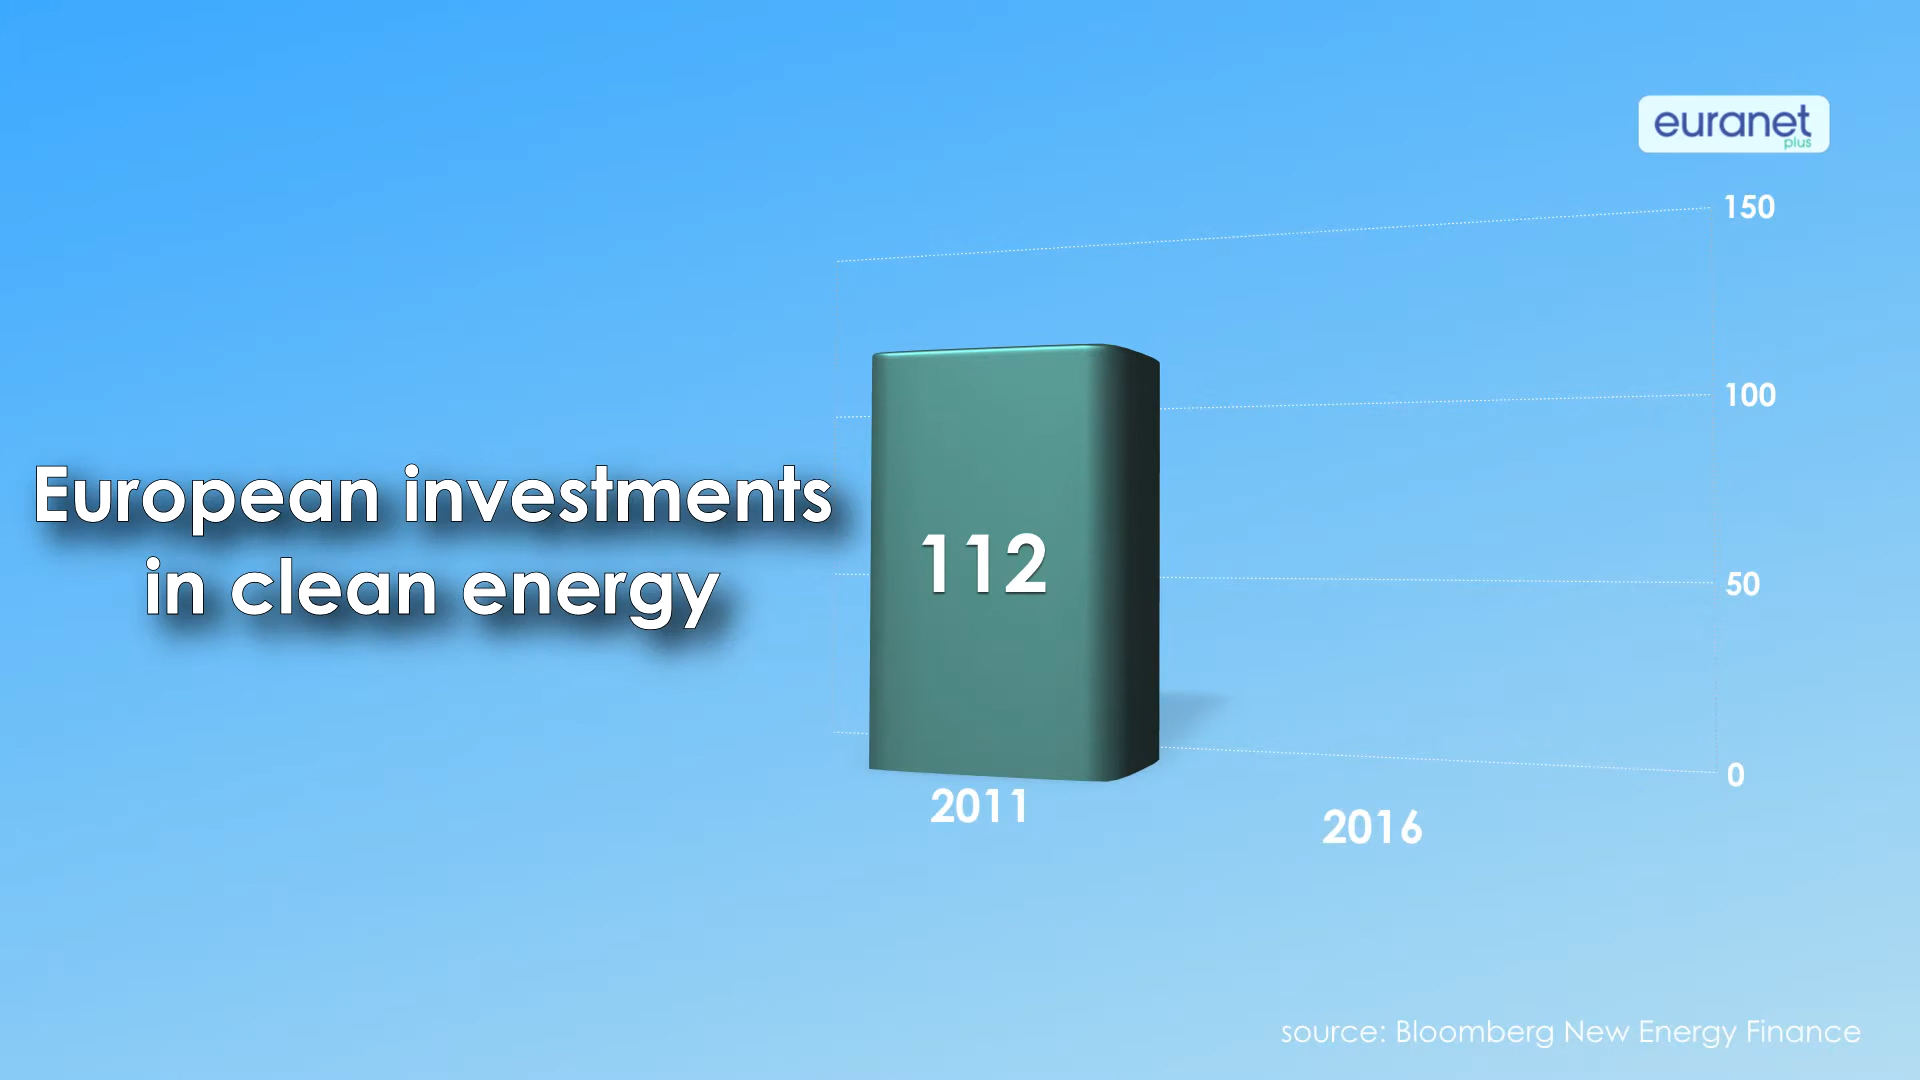 euranet
plus
150
100
50
0
European investments
in clean energy
112
2011
2016
source: Bloomberg New Energy Finance